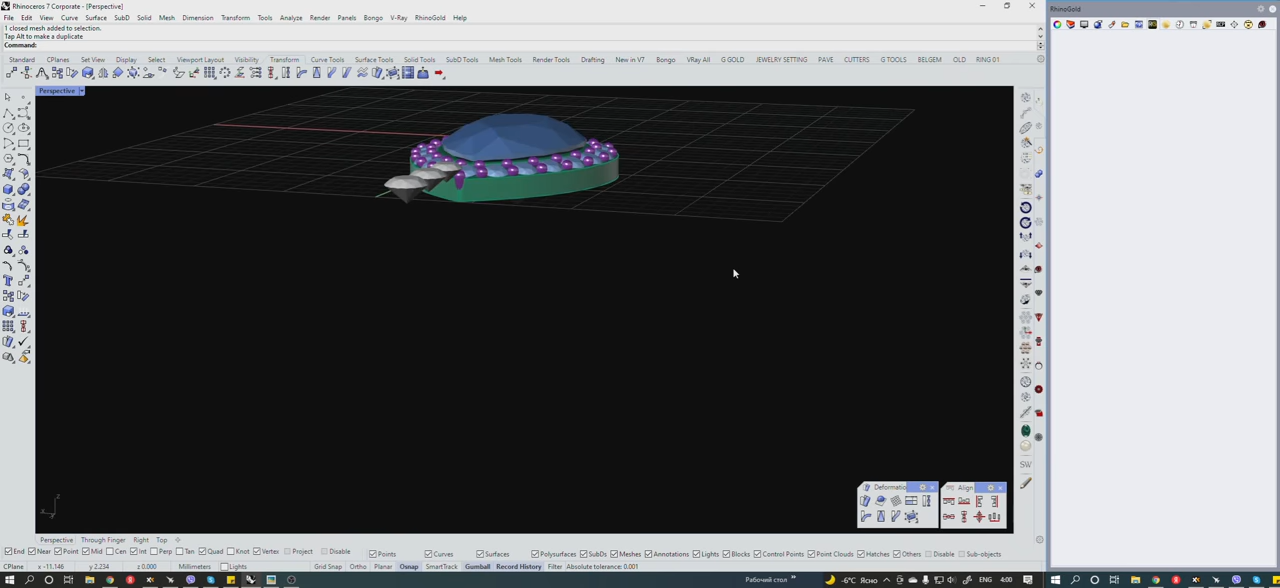 Rhinoceros 7 Corporate - [Perspective]
RhinoGold
File Edit View Curve Surface SubD Solid Mesh Dimension Transform Tools Analyze Render Panels Bongo V-Ray RhinoGold Help
1 closed mesh added to selection.
Tap Alt to make a duplicate
Command:
Standard CPlanes Set View Display Select Viewport Layout Visibility Transform Curve Tools Surface Tools Solid Tools SubD Tools Mesh Tools Render Tools Drafting New in V7 Bongo VRay All G GOLD JEWELRY SETTING PAVE CUTTERS G TOOLS BELGEM OLD RING 01
Perspective
SW
Deformatio
Align
z
x y
Perspective Through Finger Right Top
End Near Point Mid Cen Int Perp Tan Quad Knot Vertex Project Disable Points Curves Surfaces Polysurfaces SubDs Meshes Annotations Lights Blocks Control Points Point Clouds Hatches Others Disable Sub-objects
CPlane x -11.146 y 2.234 z 0.000 Millimeters Lights Grid Snap Ortho Planar Osnap SmartTrack Gumball Record History Filter Absolute tolerance: 0.001
Рабочий стол -6°C Ясно ENG 4:00